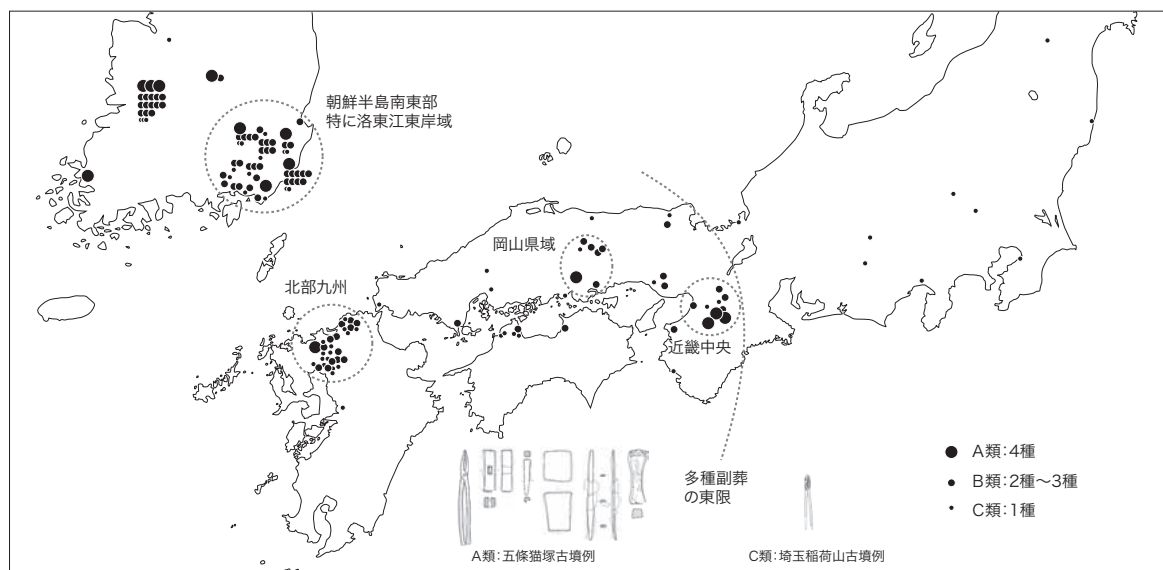 朝鮮半島南東部
特に洛東江東岸域
岡山県域
北部九州
近畿中央
多種副葬
の東限
A類：4種
B類：2種～3種
C類：1種
A類：五條猫塚古墳例
C類：埼玉稲荷山古墳例